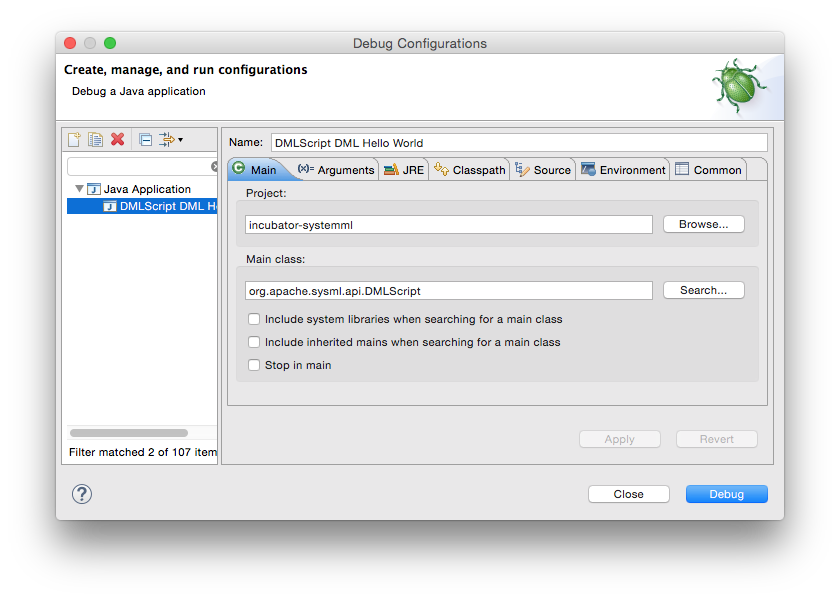 Debug Configurations
Create, manage, and run configurations
Debug a Java application
Name: DMLScript DML Hello World
Main (x)= Arguments JRE Classpath Source Environment Common
Java Application
DMLScript DML H
Project:
incubator-systemml Browse...
Main class:
org.apache.sysml.api.DMLScript Search...
Include system libraries when searching for a main class
Include inherited mains when searching for a main class
Stop in main
Filter matched 2 of 107 item
Apply Revert
? Close Debug